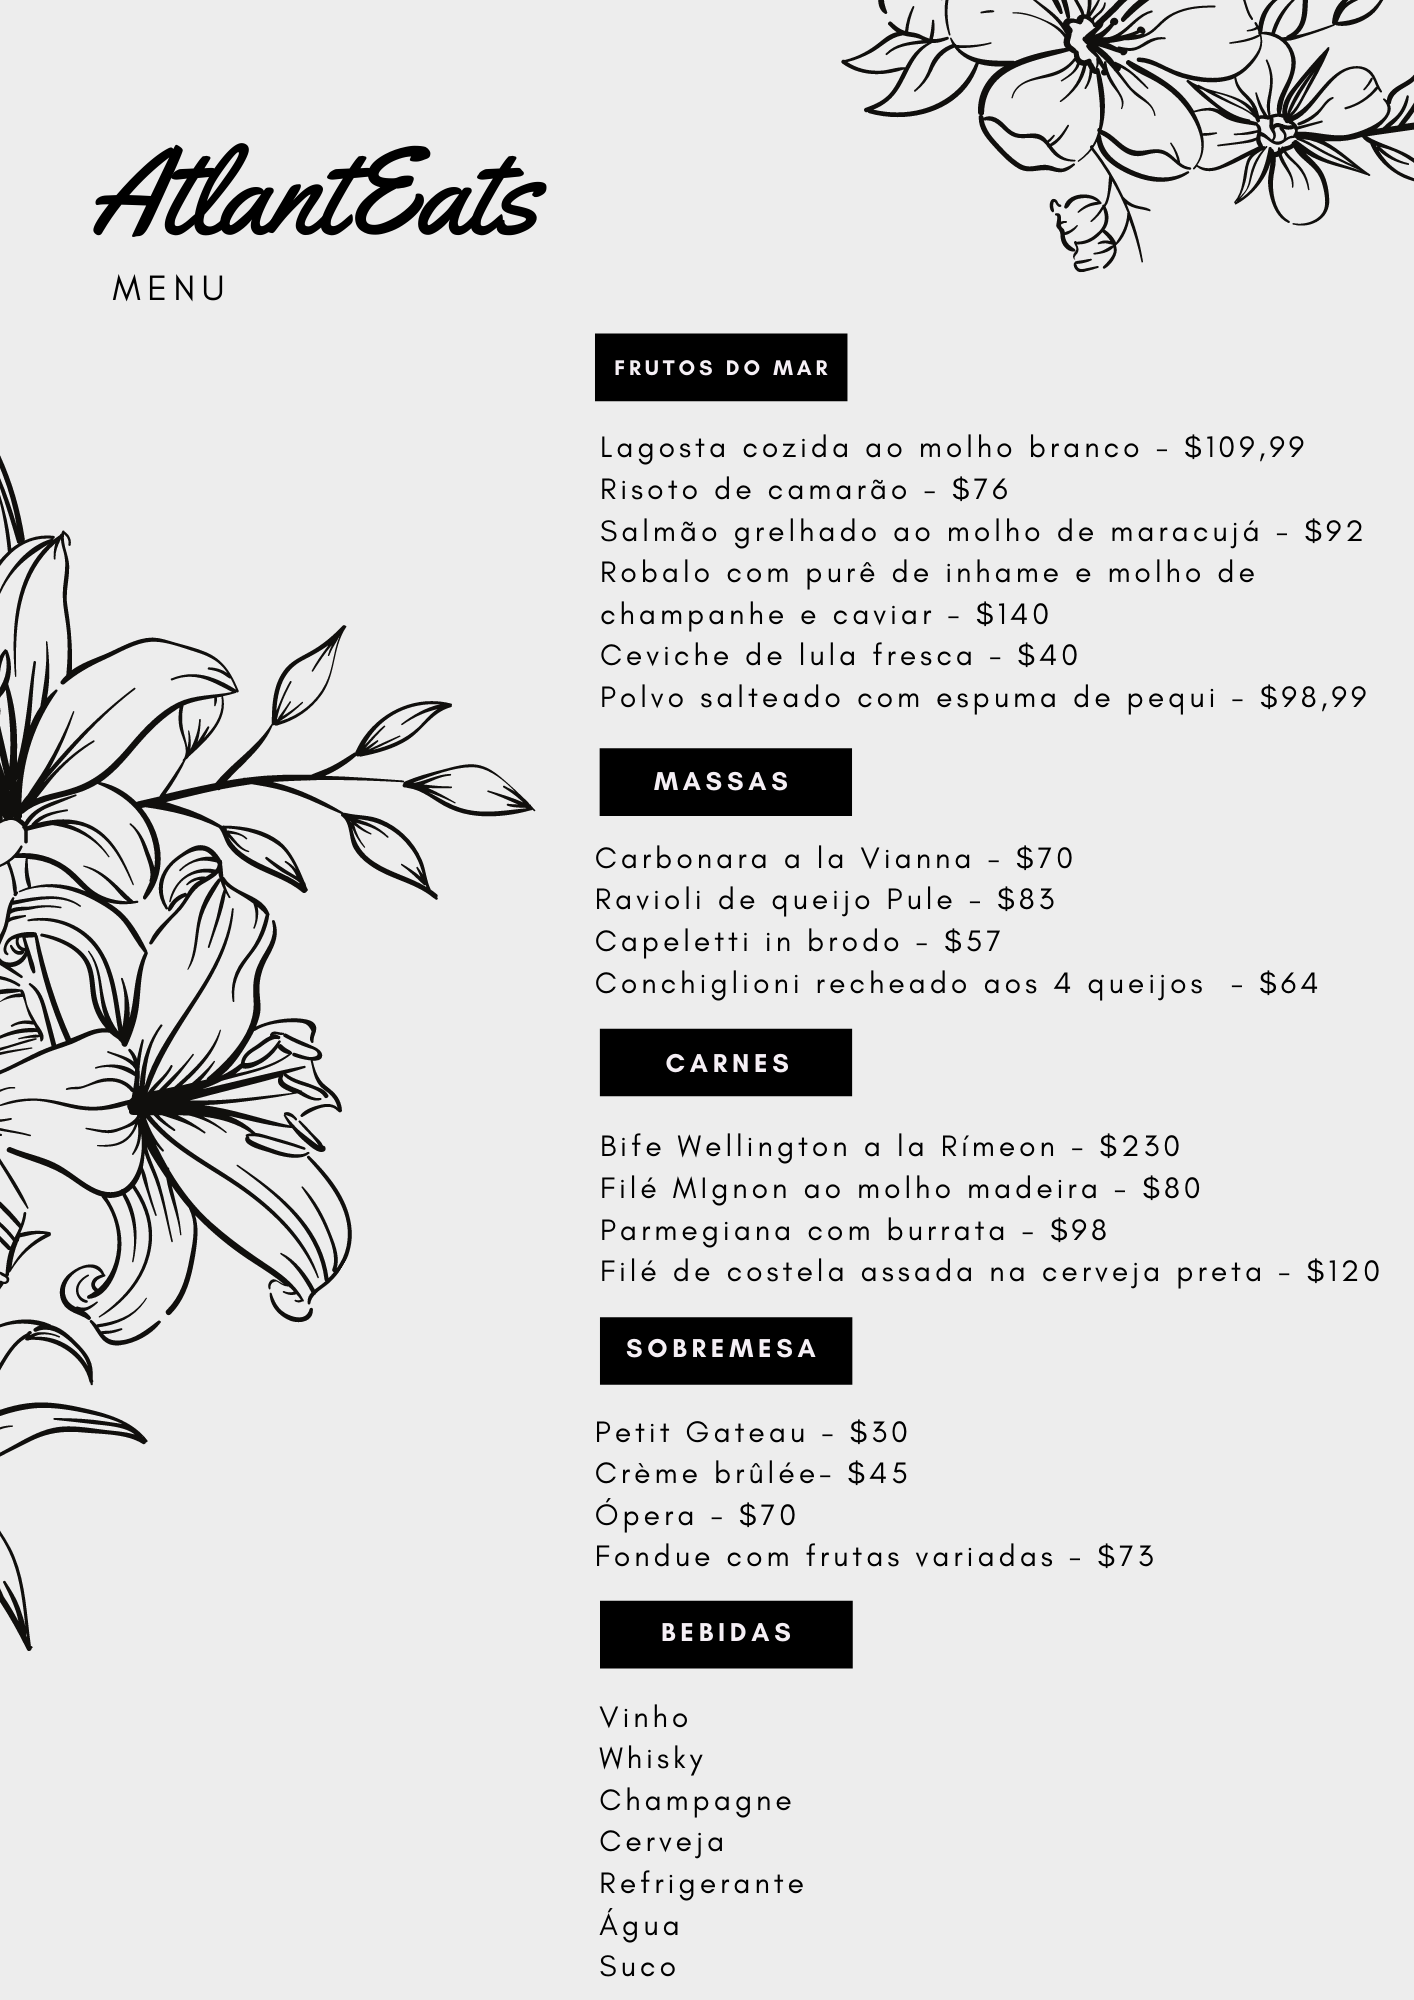 AtlantEats
MENU
FRUTOS DO MAR
Lagosta cozida ao molho branco - $109,99
Risoto de camarão - $76
Salmão grelhado ao molho de maracujá - $92
Robalo com purê de inhame e molho de
champanhe e caviar - $140
Ceviche de lula fresca - $40
Polvo salteado com espuma de pequi - $98,99
MASSAS
Carbonara a la Vianna - $70
Ravioli de queijo Pule - $83
Capeletti in brodo - $57
Conchiglioni recheado aos 4 queijos  - $64
CARNES
Bife Wellington a la Rímeon - $230
Filé MIgnon ao molho madeira - $80
Parmegiana com burrata - $98
Filé de costela assada na cerveja preta - $120
SOBREMESA
Petit Gateau - $30
Crème brûlée- $45
Ópera - $70
Fondue com frutas variadas - $73
BEBIDAS
Vinho
Whisky
Champagne
Cerveja
Refrigerante
Água
Suco